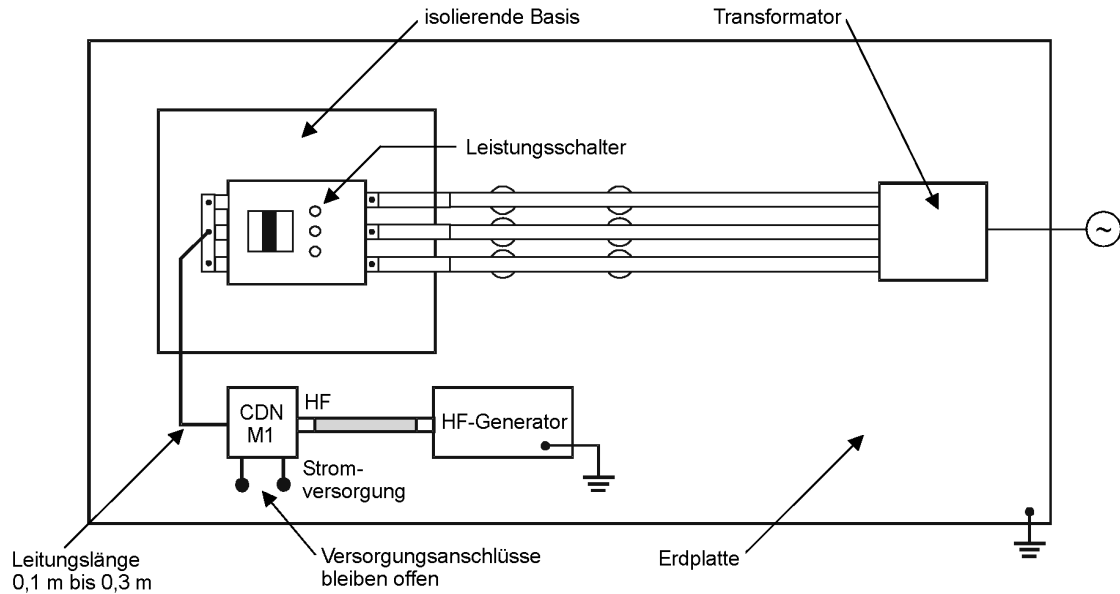 isolierende Basis
Transformator
Leistungsschalter
~
HF
CDN
M1
HF-Generator
Strom-
versorgung
Leitungslänge
0,1 m bis 0,3 m
Versorgungsanschlüsse
bleiben offen
Erdplatte